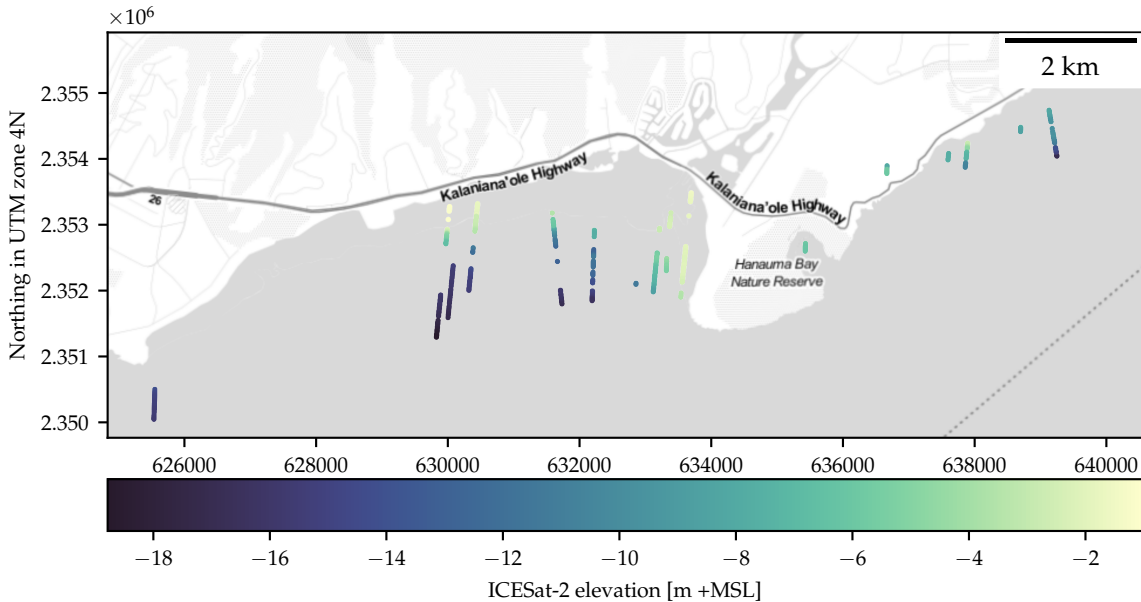 ×10⁶
2 km
2.355
2.354
2.353
2.352
2.351
2.350
Northing in UTM zone 4N
Kalaniana'ole Highway
Kalaniana'ole Highway
26
Hanauma Bay
Nature Reserve
626000 628000 630000 632000 634000 636000 638000 640000
−18 −16 −14 −12 −10 −8 −6 −4 −2
ICESat-2 elevation [m +MSL]